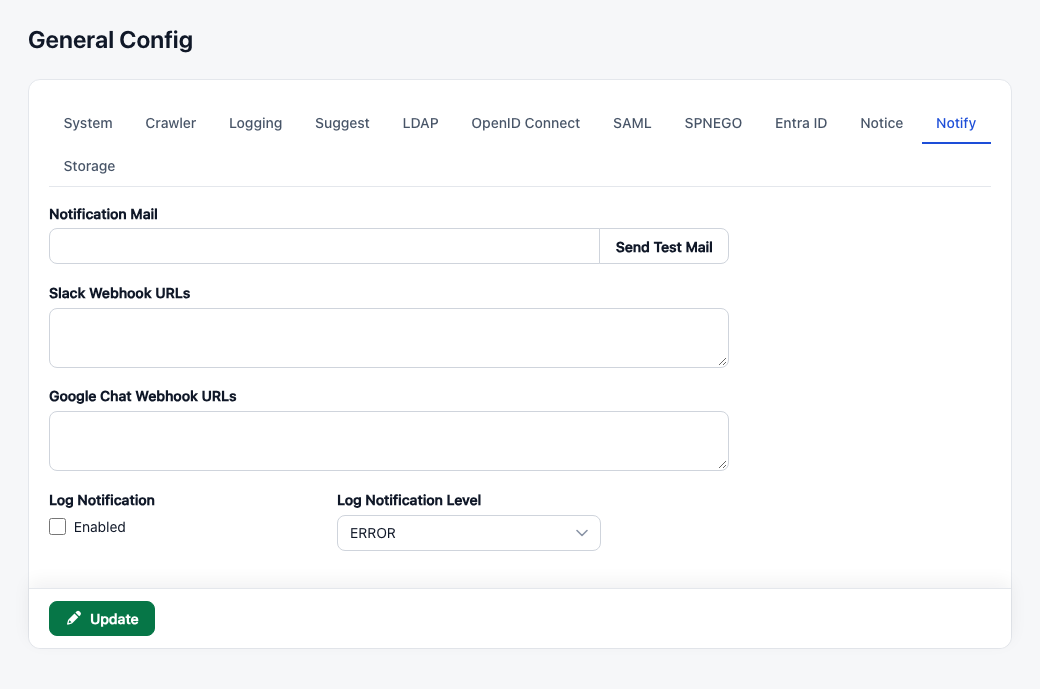 General Config
System Crawler Logging Suggest LDAP OpenID Connect SAML SPNEGO Entra ID Notice Notify
Storage
Notification Mail
Send Test Mail
Slack Webhook URLs
Google Chat Webhook URLs
Log Notification Log Notification Level
Enabled ERROR
Update